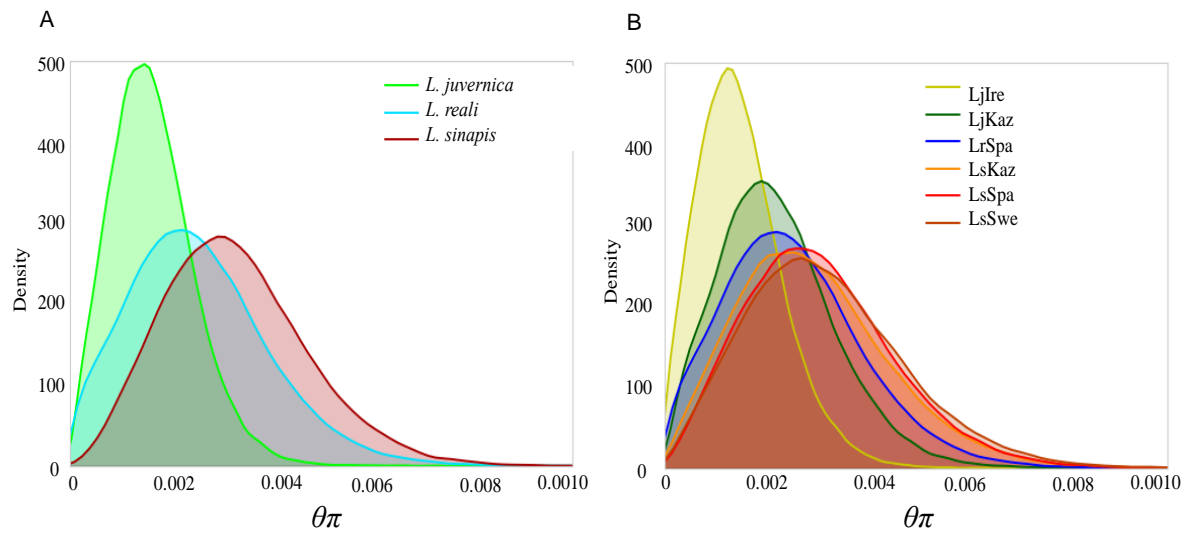 A
500
400
300
200
100
0
Density
0 0.002 0.004 0.006 0.008 0.0010
θπ
L. juvernica
L. reali
L. sinapis
B
500
400
300
200
100
0
Density
0 0.002 0.004 0.006 0.008 0.0010
θπ
LjIre
LjKaz
LrSpa
LsKaz
LsSpa
LsSwe